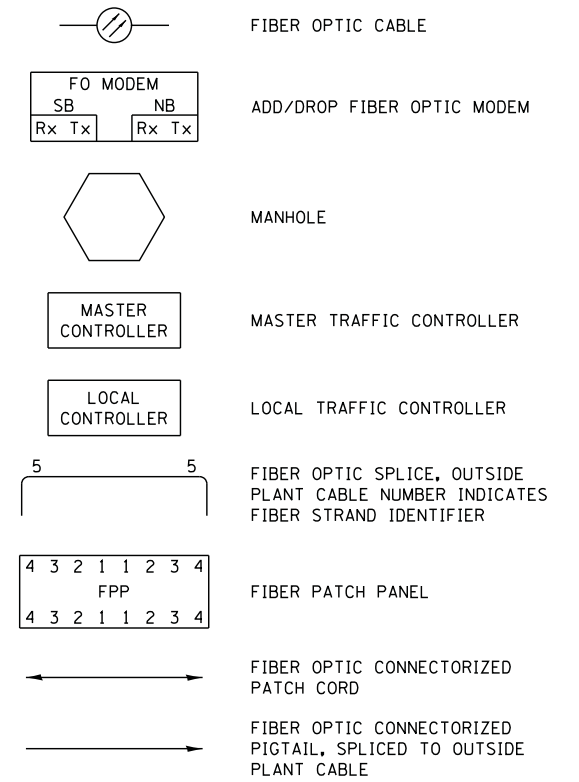 FIBER OPTIC CABLE
FO MODEM
SB NB
Rx Tx Rx Tx
ADD/DROP FIBER OPTIC MODEM
MANHOLE
MASTER
CONTROLLER
MASTER TRAFFIC CONTROLLER
LOCAL
CONTROLLER
LOCAL TRAFFIC CONTROLLER
5 5
FIBER OPTIC SPLICE, OUTSIDE
PLANT CABLE NUMBER INDICATES
FIBER STRAND IDENTIFIER
4 3 2 1 1 2 3 4
FPP
4 3 2 1 1 2 3 4
FIBER PATCH PANEL
FIBER OPTIC CONNECTORIZED
PATCH CORD
FIBER OPTIC CONNECTORIZED
PIGTAIL, SPLICED TO OUTSIDE
PLANT CABLE